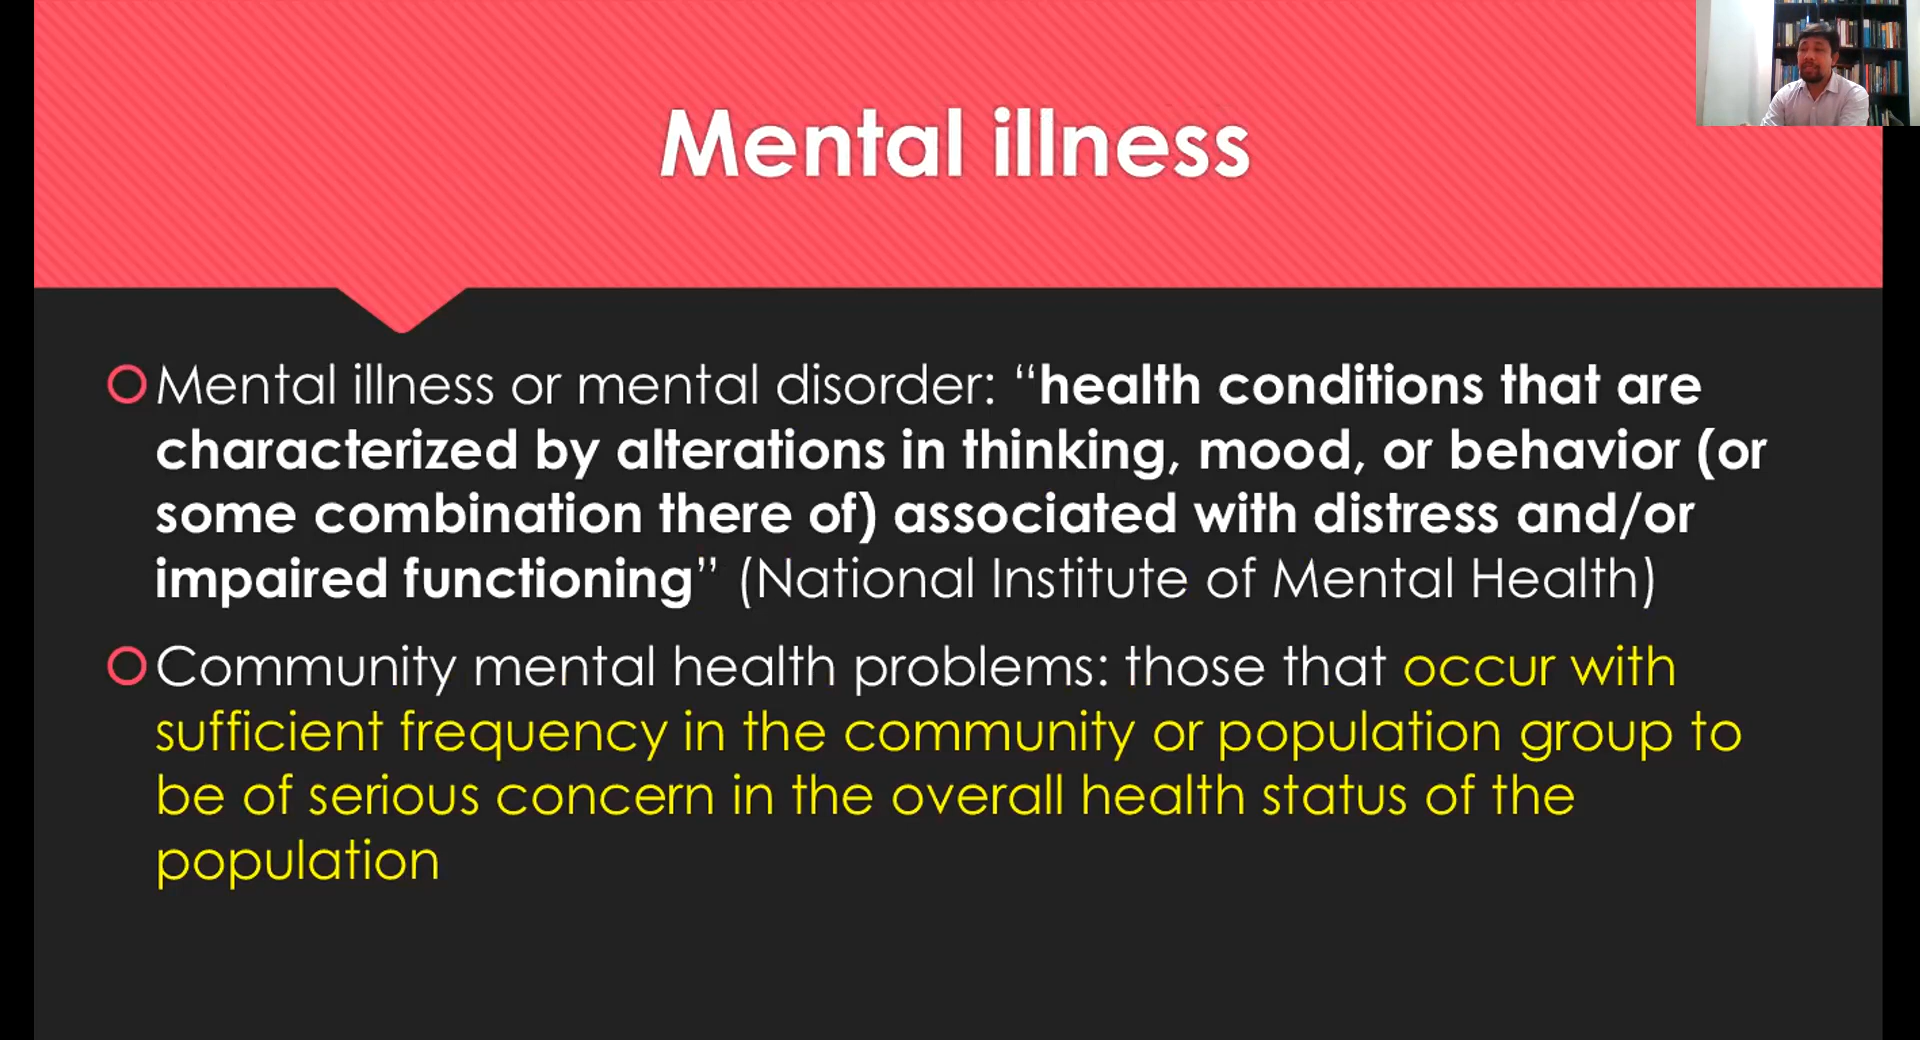 Mental illness
Mental illness or mental disorder: “health conditions that are
characterized by alterations in thinking, mood, or behavior (or
some combination there of) associated with distress and/or
impaired functioning” (National Institute of Mental Health)
Community mental health problems: those that occur with
sufficient frequency in the community or population group to
be of serious concern in the overall health status of the
population